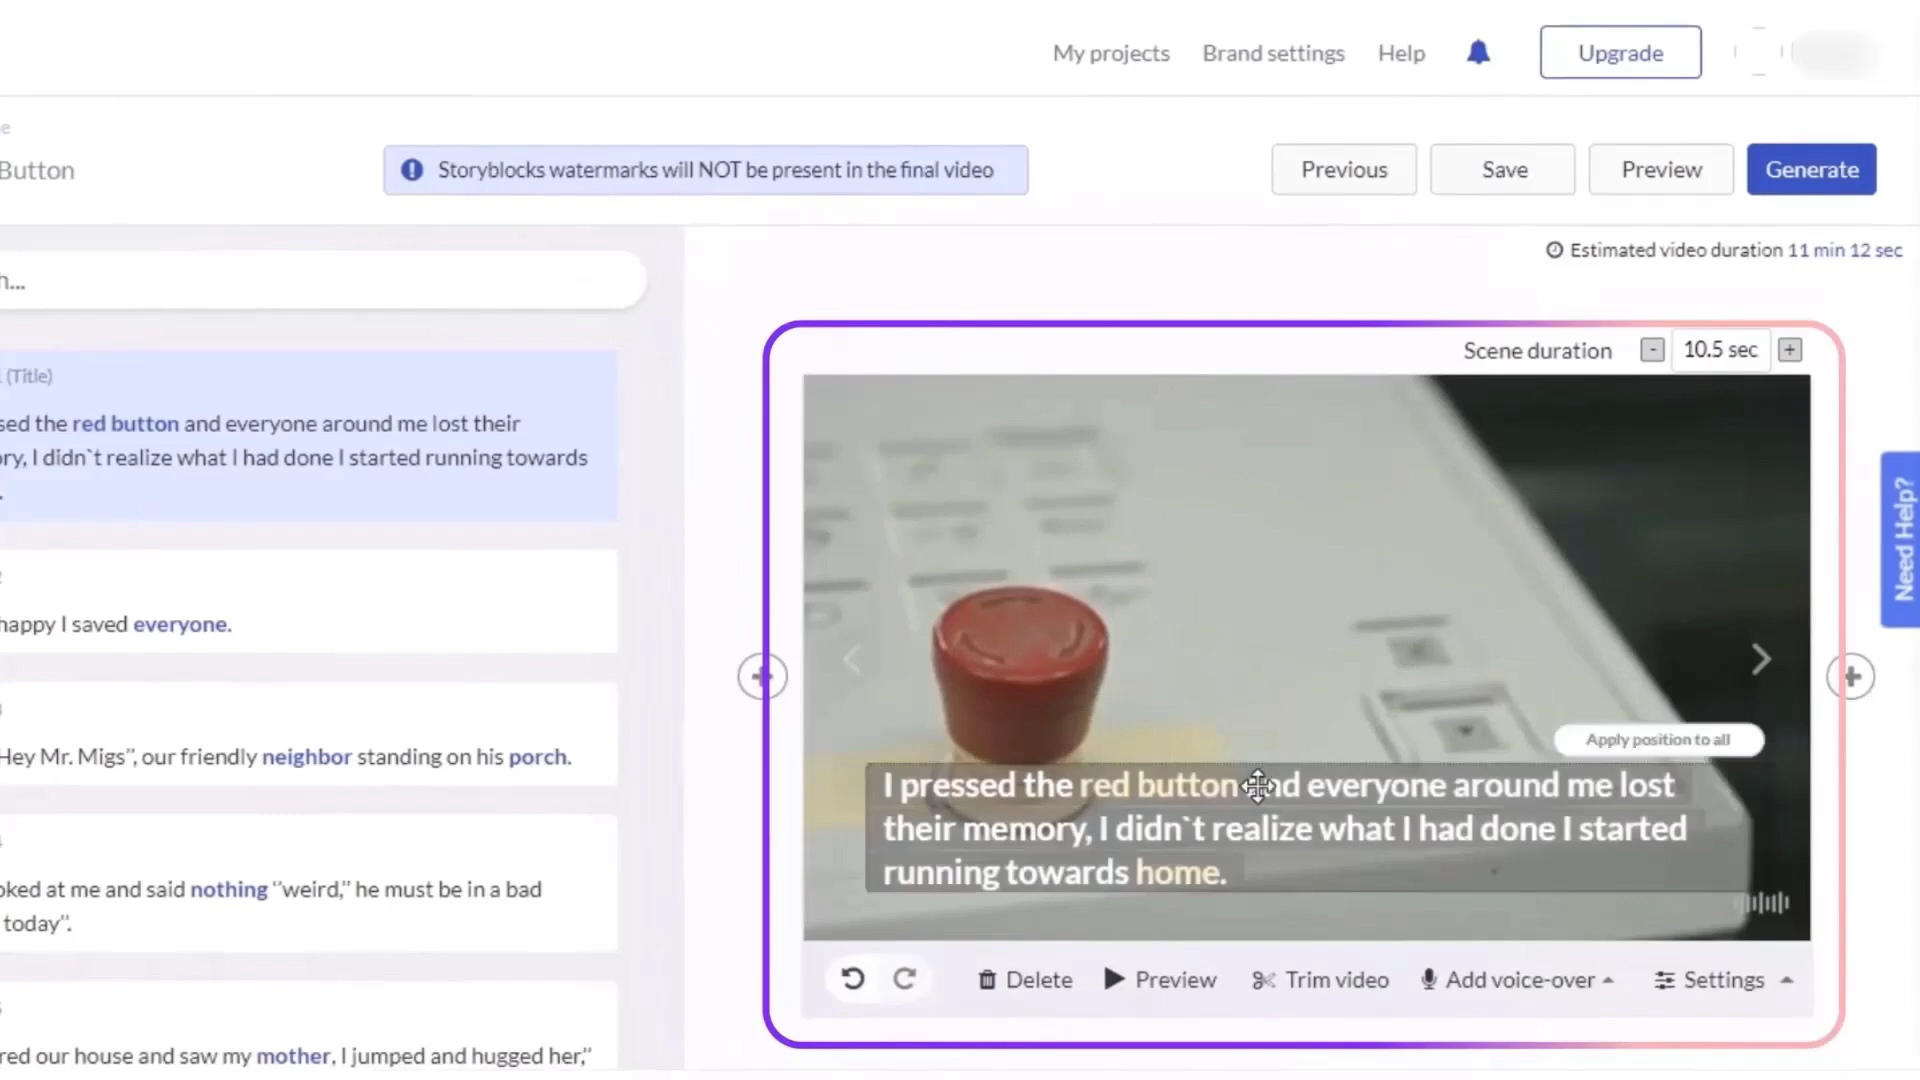 My projects Brand settings Help Upgrade
Button
Storyblocks watermarks will NOT be present in the final video
Previous Save Preview Generate
Estimated video duration 11 min 12 sec
h...
Scene duration - 10.5 sec +
(Title)
sed the red button and everyone around me lost their
ory, I didn`t realize what I had done I started running towards
.
happy I saved everyone.
Hey Mr. Migs”, our friendly neighbor standing on his porch.
oked at me and said nothing “weird,” he must be in a bad
today”.
red our house and saw my mother, I jumped and hugged her,”
Need Help?
Apply position to all
I pressed the red button and everyone around me lost
their memory, I didn`t realize what I had done I started
running towards home.
Delete Preview Trim video Add voice-over Settings